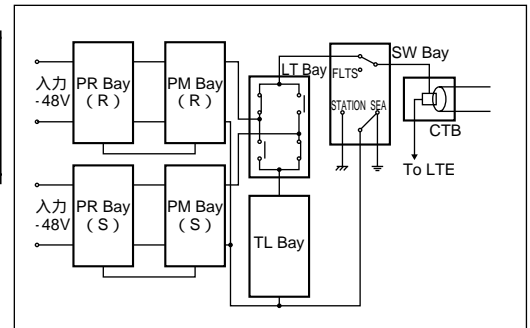 入力
-48V
PR Bay
(R)
PM Bay
(R)
LT Bay
FLTS
STATION SEA
SW Bay
CTB
To LTE
入力
-48V
PR Bay
(S)
PM Bay
(S)
TL Bay